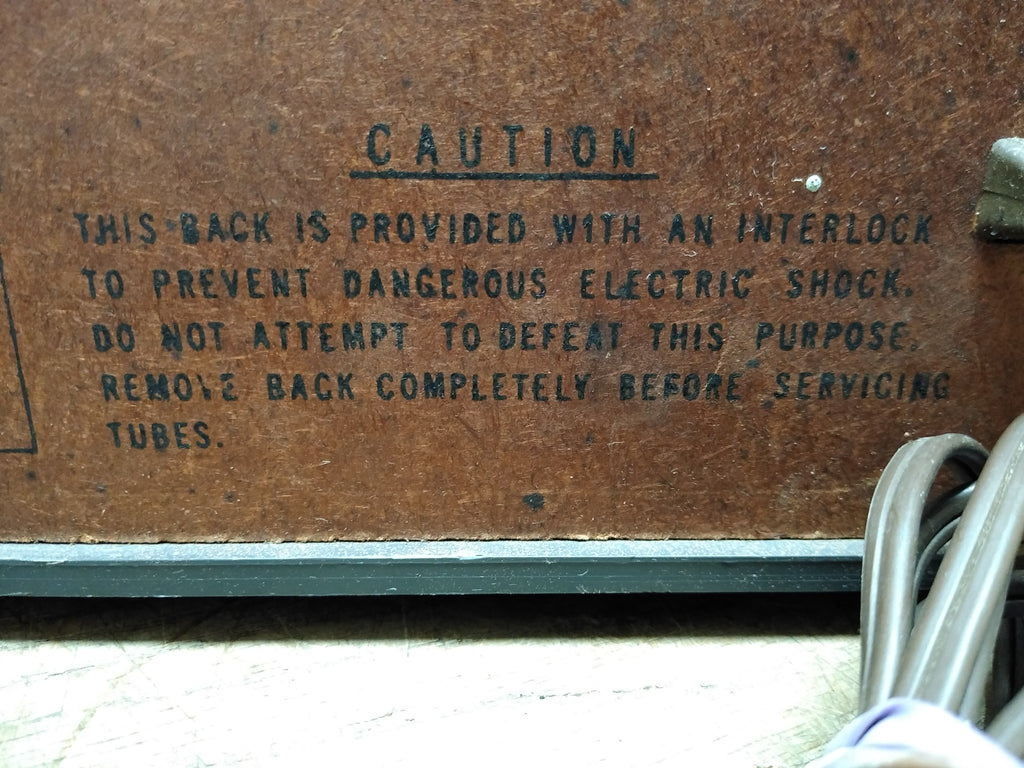 CAUTION
THIS BACK IS PROVIDED WITH AN INTERLOCK
TO PREVENT DANGEROUS ELECTRIC SHOCK.
DO NOT ATTEMPT TO DEFEAT THIS PURPOSE.
REMOVE BACK COMPLETELY BEFORE SERVICING
TUBES.